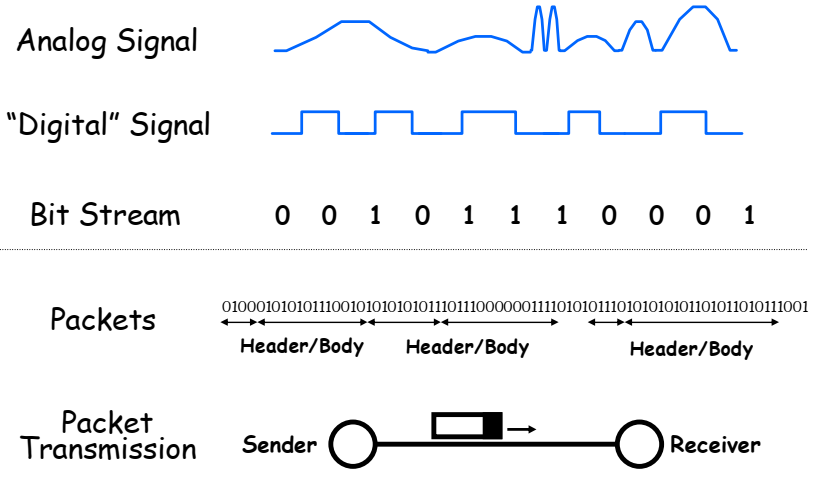 Analog Signal
“Digital” Signal
Bit Stream 0 0 1 0 1 1 1 0 0 0 1
Packets
0100010101011100101010101011101110000001111010101110101010101101011010111001
Header/Body Header/Body Header/Body
Packet
Transmission
Sender Receiver